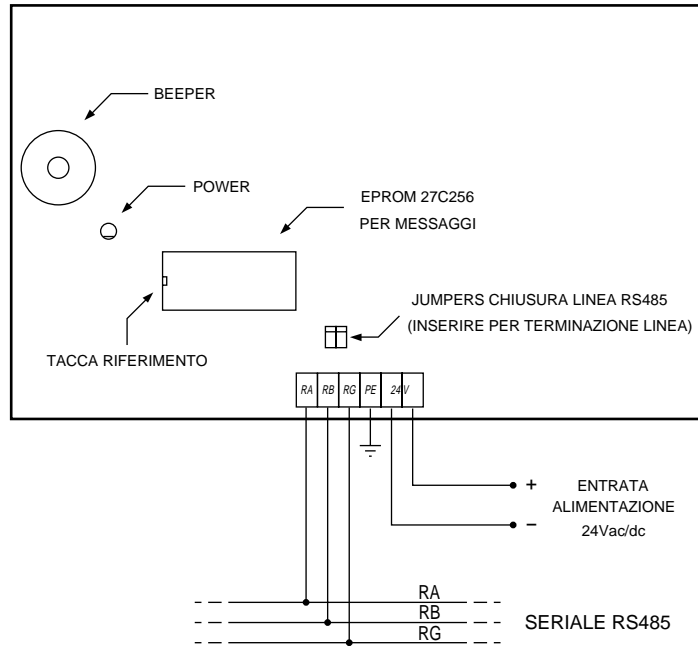 BEEPER
POWER
EPROM 27C256
PER MESSAGGI
JUMPERS CHIUSURA LINEA RS485
(INSERIRE PER TERMINAZIONE LINEA)
TACCA RIFERIMENTO
RA RB RG PE 24V
+ ENTRATA
ALIMENTAZIONE
- 24Vac/dc
RA
RB
RG
SERIALE RS485